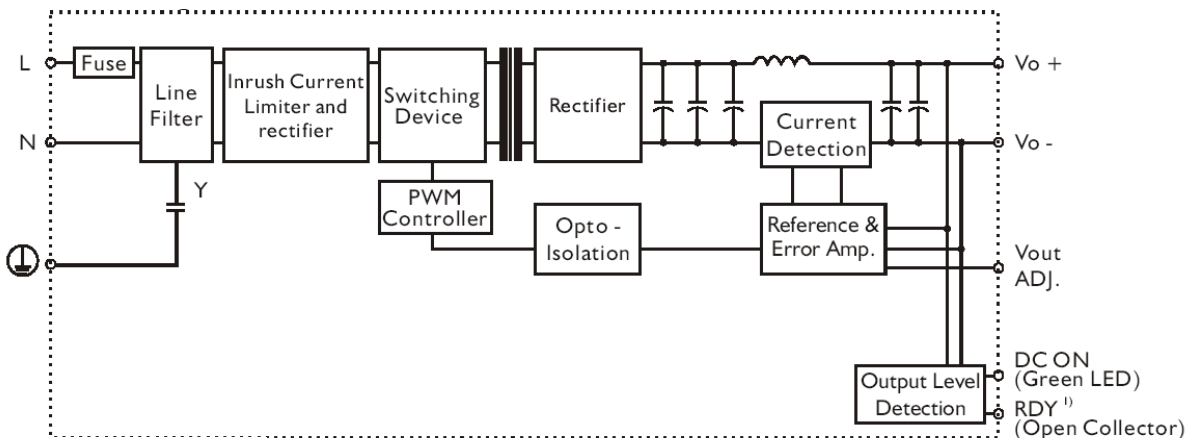 L
Fuse
Line
Filter
Inrush Current
Limiter and
rectifier
Switching
Device
Rectifier
Current
Detection
Vo +
N
Vo -
Y
PWM
Controller
Opto -
Isolation
Reference &
Error Amp.
Vout
ADJ.
Output Level
Detection
DC ON
(Green LED)
RDY 1)
(Open Collector)